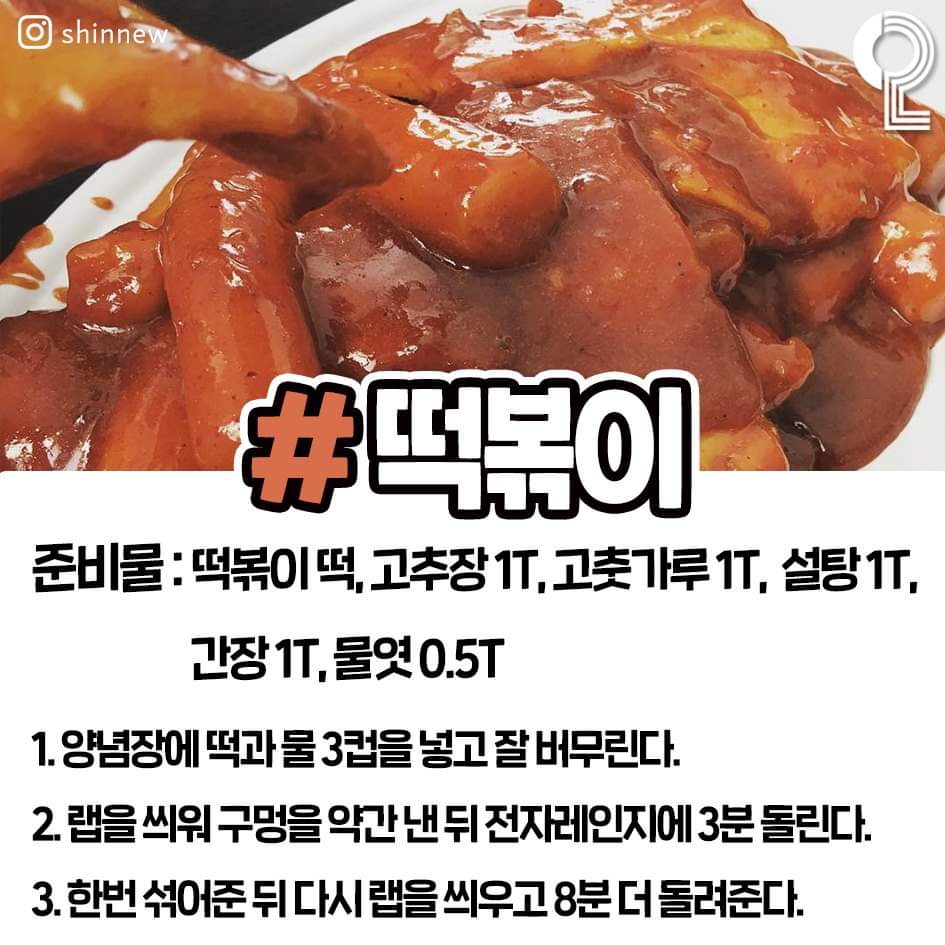 shinnew
#떡볶이
준비물 : 떡볶이 떡, 고추장 1T, 고춧가루 1T, 설탕 1T,
간장 1T, 물엿 0.5T
1. 양념장에 떡과 물 3컵을 넣고 잘 버무린다.
2. 랩을 씌워 구멍을 약간 낸 뒤 전자레인지에 3분 돌린다.
3. 한번 섞어준 뒤 다시 랩을 씌우고 8분 더 돌려준다.